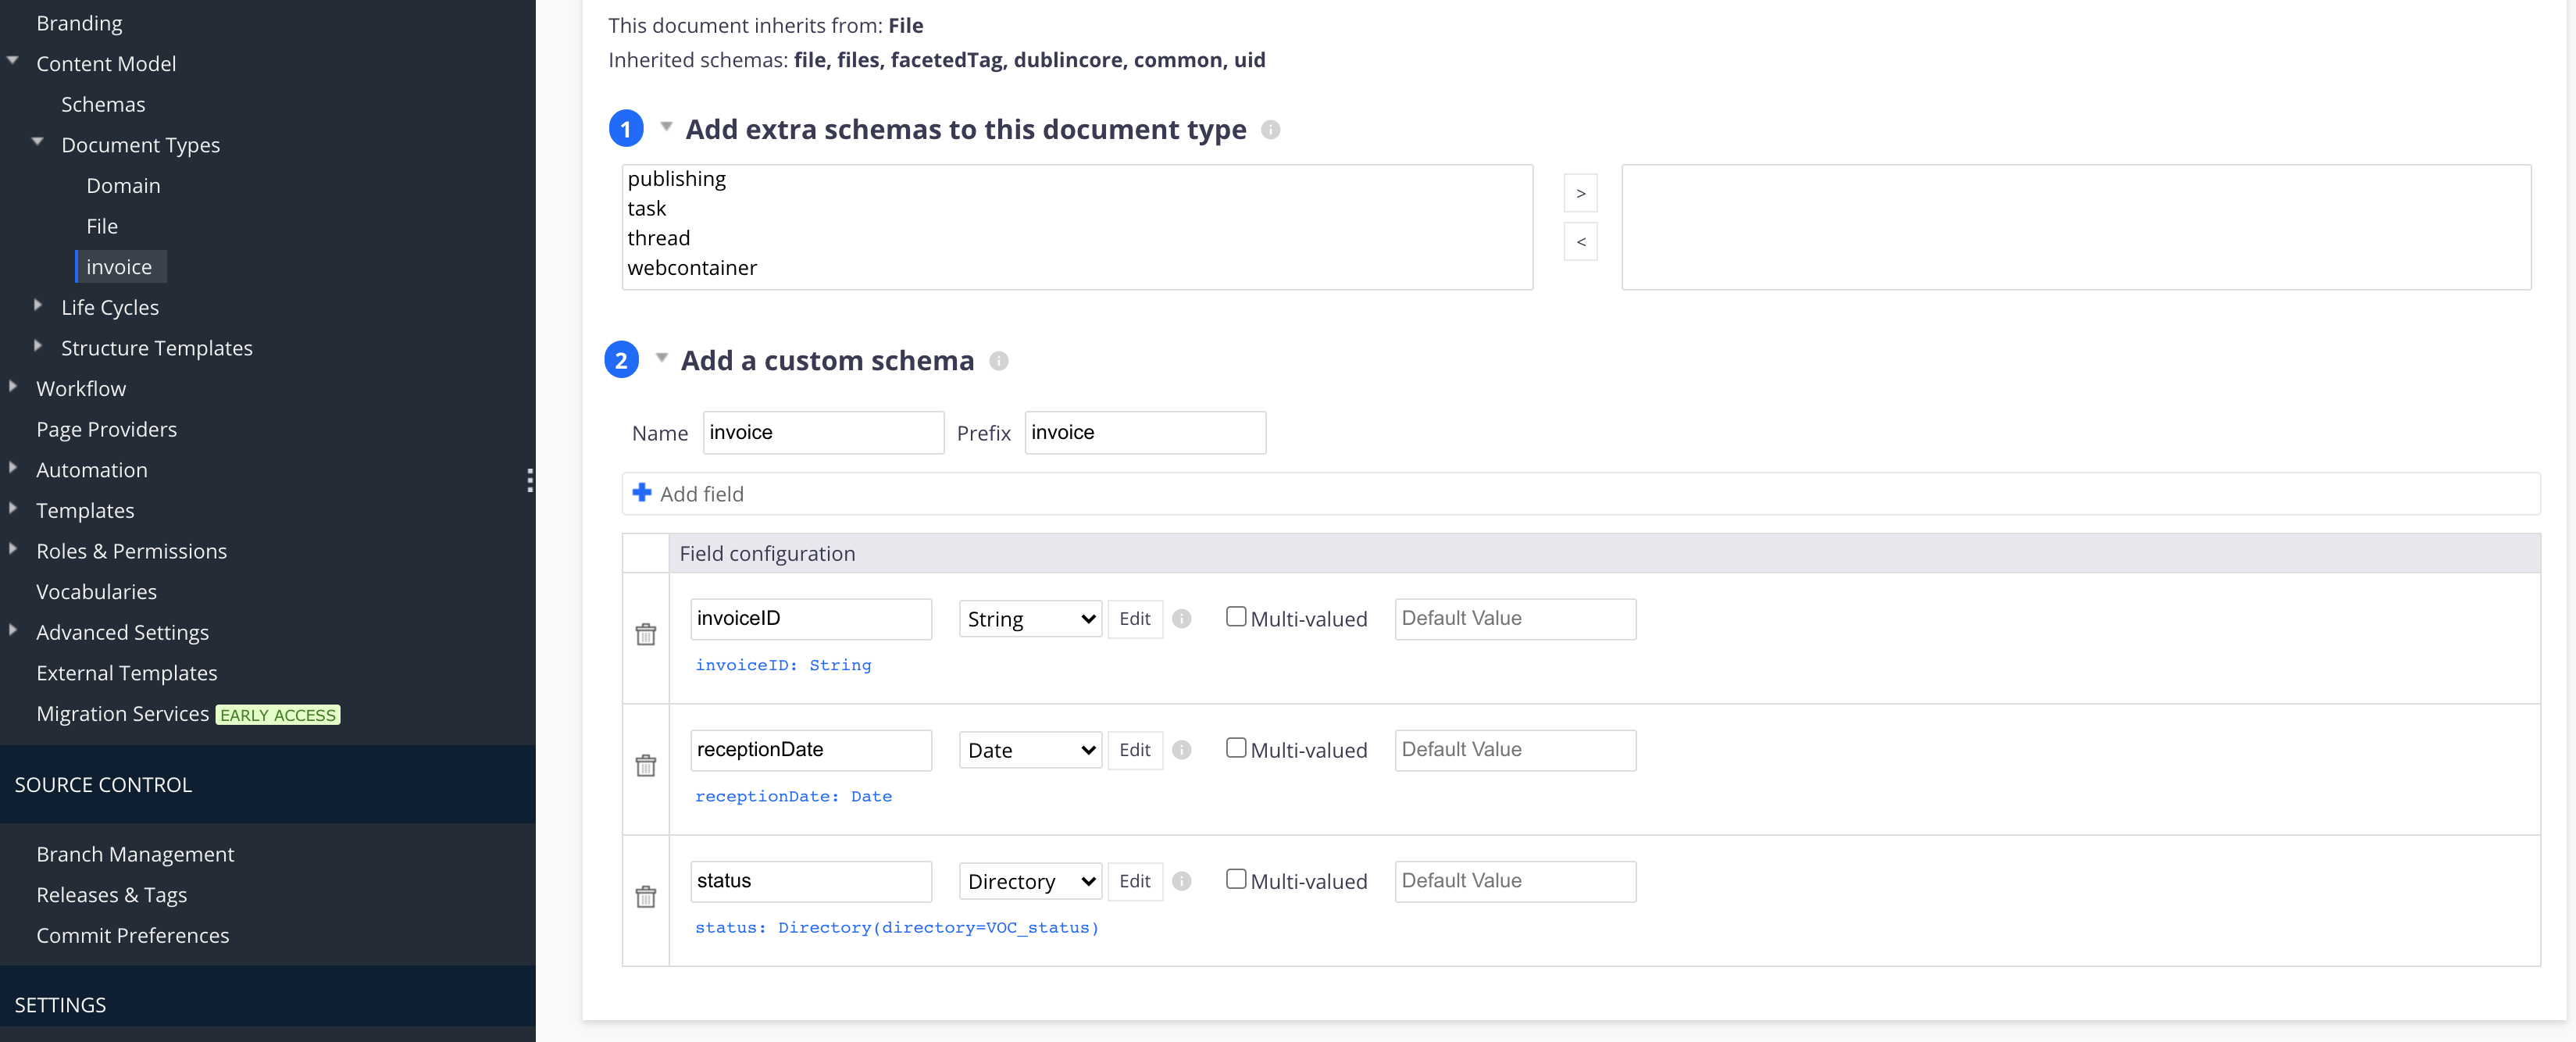 Branding
Content Model
Schemas
Document Types
Domain
File
invoice
Life Cycles
Structure Templates
Workflow
Page Providers
Automation
Templates
Roles & Permissions
Vocabularies
Advanced Settings
External Templates
Migration Services EARLY ACCESS
SOURCE CONTROL
Branch Management
Releases & Tags
Commit Preferences
SETTINGS
This document inherits from: File
Inherited schemas: file, files, facetedTag, dublincore, common, uid
1 Add extra schemas to this document type i
publishing
task
thread
webcontainer
>
<
2 Add a custom schema i
Name invoice Prefix invoice
Add field
Field configuration
invoiceID String Edit i Multi-valued Default Value
invoiceID: String
receptionDate Date Edit i Multi-valued Default Value
receptionDate: Date
status Directory Edit i Multi-valued Default Value
status: Directory(directory=VOC_status)